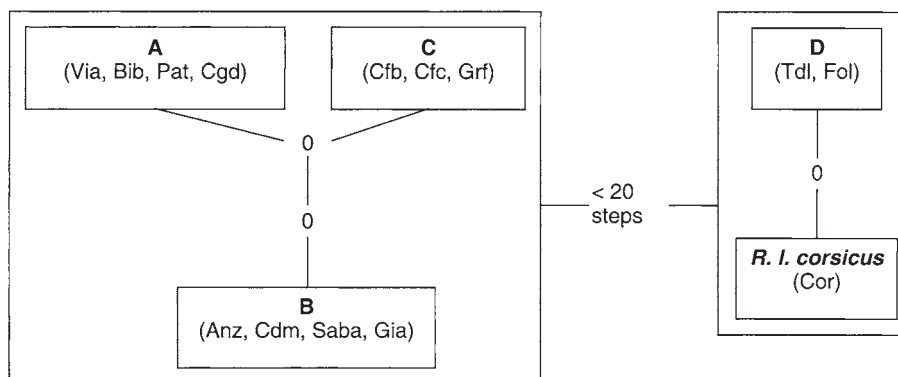 A
(Via, Bib, Pat, Cgd)
C
(Cfb, Cfc, Grf)
0
0
B
(Anz, Cdm, Saba, Gia)
< 20
steps
D
(Tdl, Fol)
0
R. l. corsicus
(Cor)